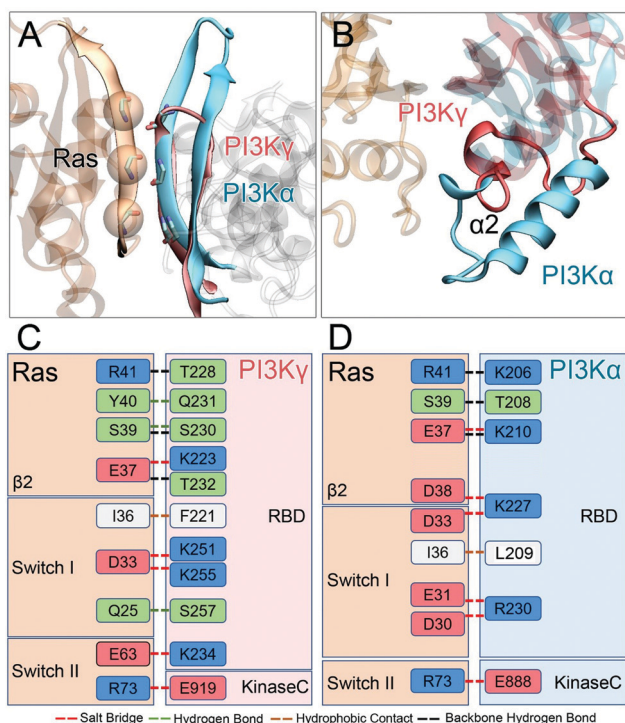 A
Ras
PI3Kγ
PI3Kα
B
PI3Kγ
α2
PI3Kα
C
Ras
PI3Kγ
R41 T228
Y40 Q231
S39 S230
E37 K223
T232
β2
RBD
I36 F221
Switch I
D33 K251
K255
Q25 S257
Switch II
E63 K234
R73 E919
KinaseC
D
Ras
PI3Kα
R41 K206
S39 T208
E37 K210
β2
D38
K227
RBD
D33
Switch I
I36 L209
E31
R230
D30
Switch II
R73 E888
KinaseC
Salt Bridge Hydrogen Bond Hydrophobic Contact Backbone Hydrogen Bond